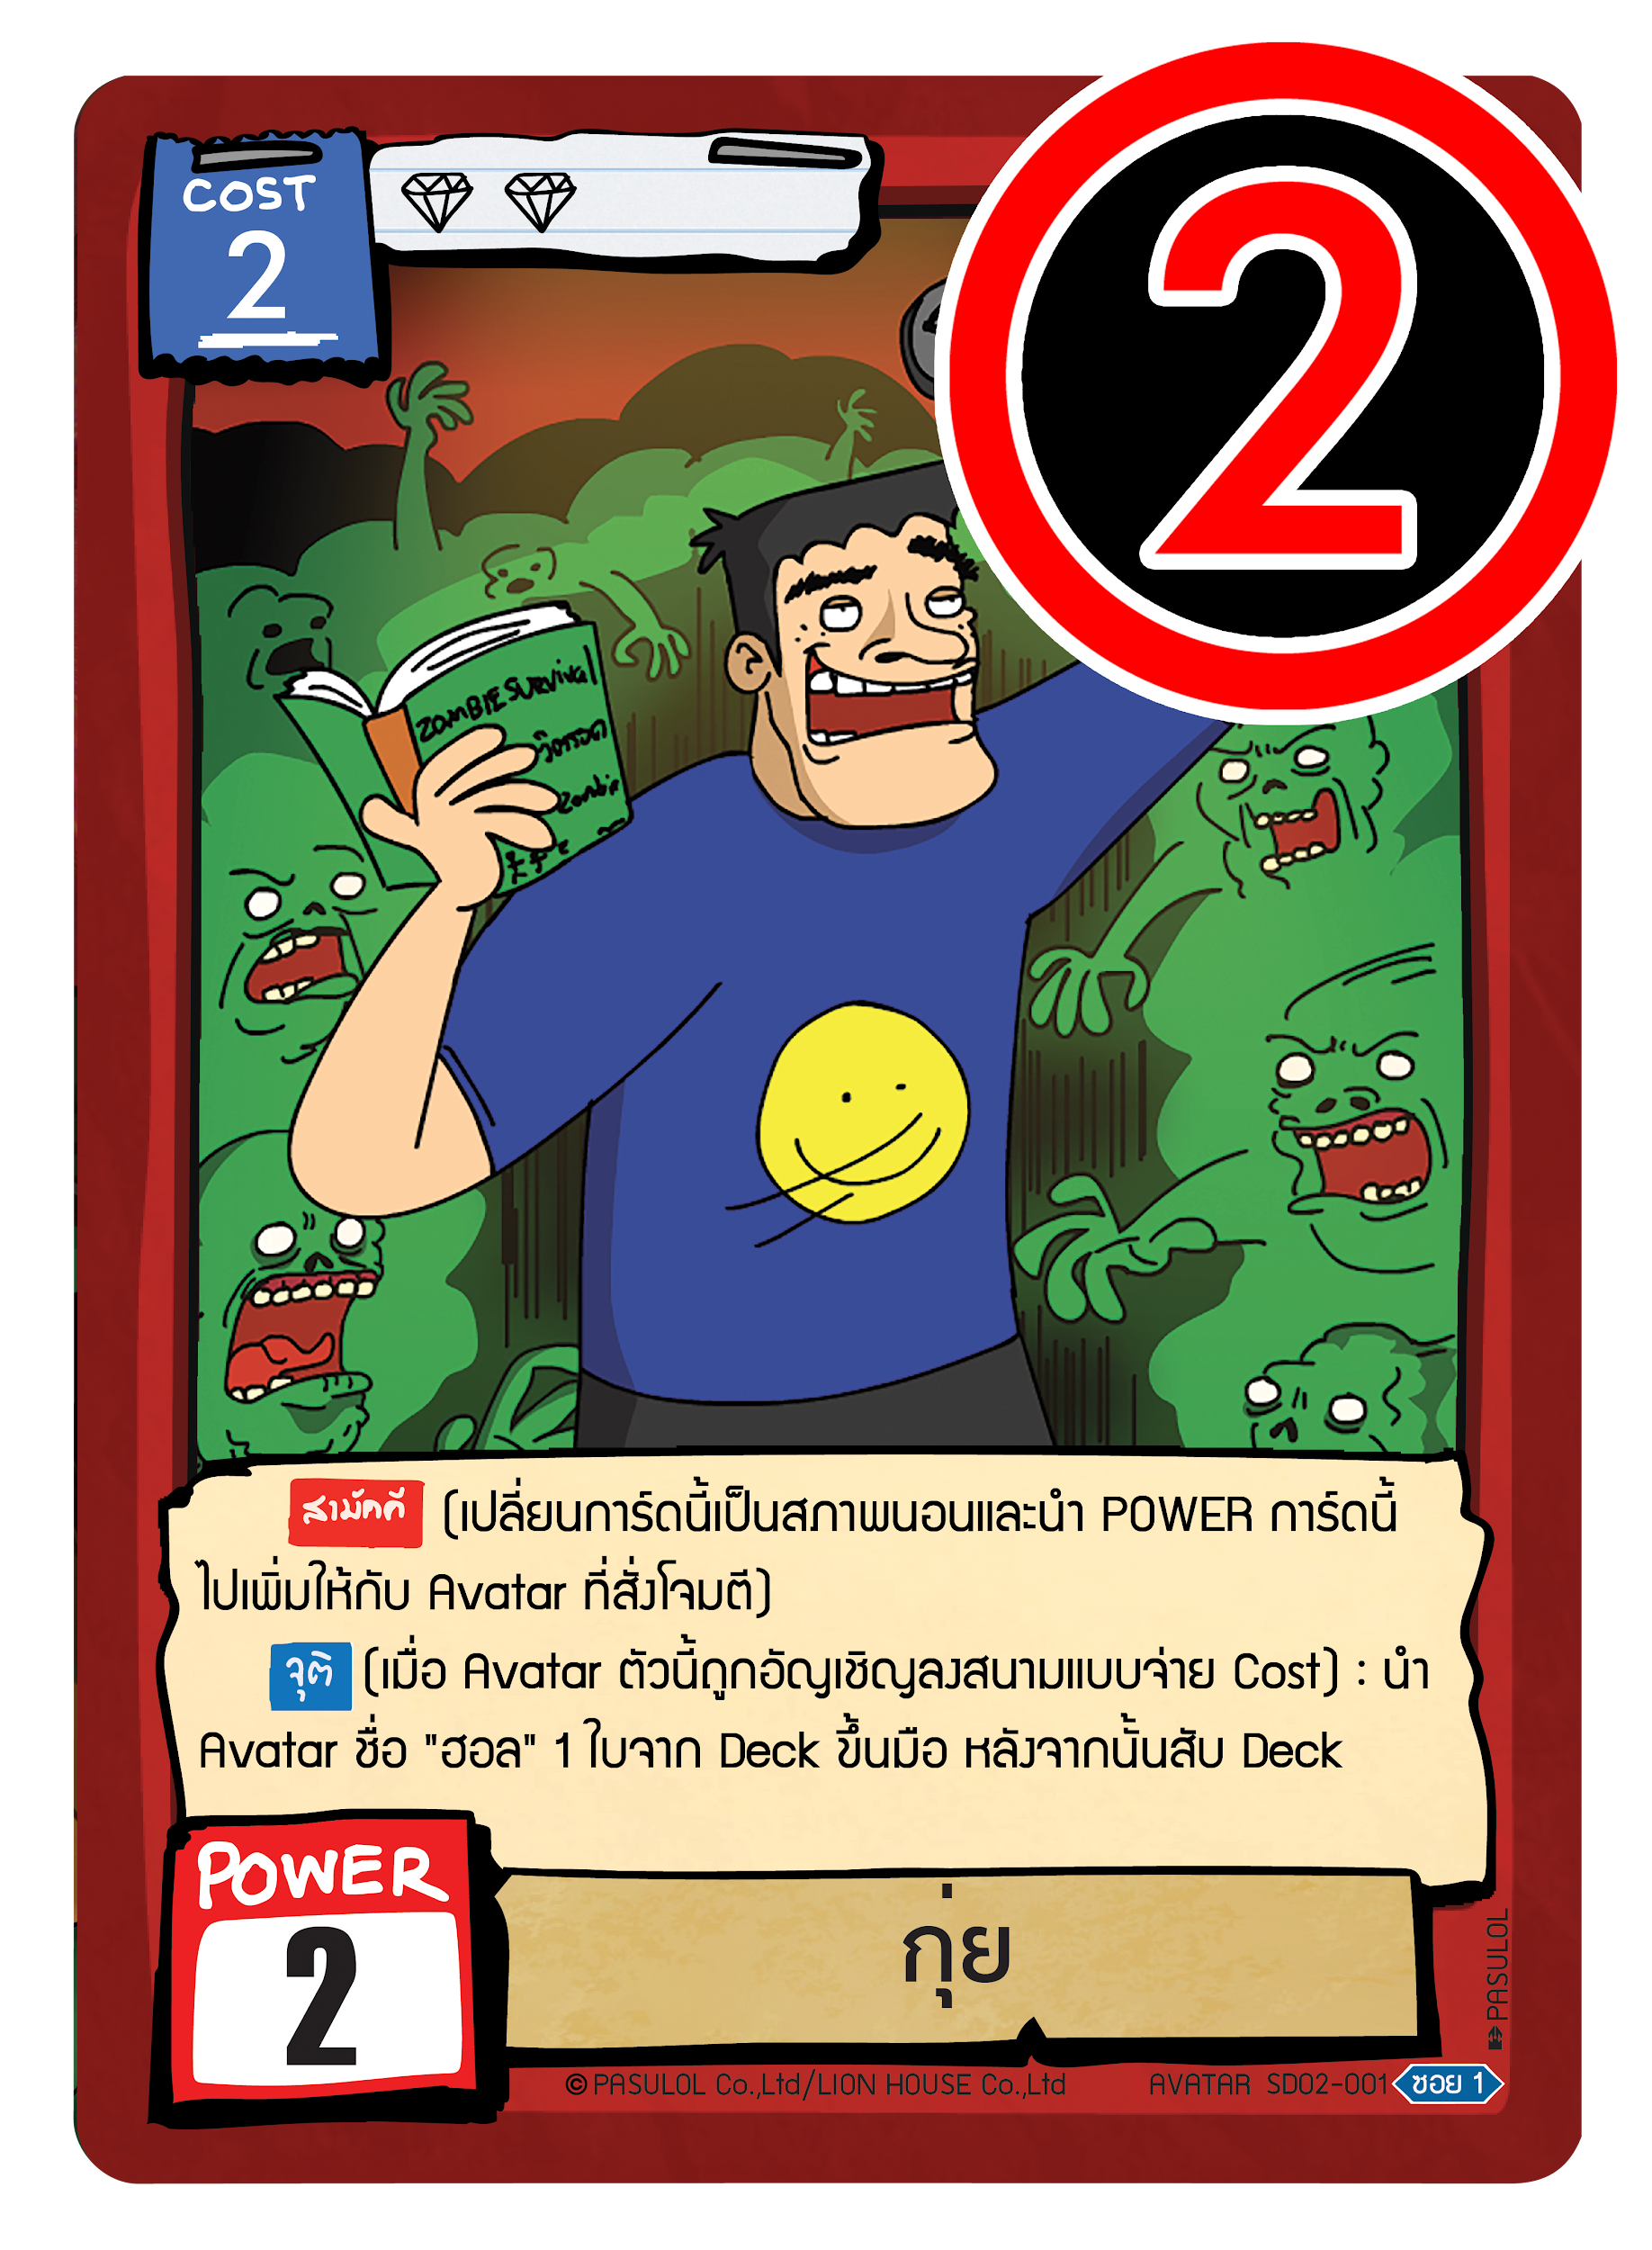 COST
2
2
ZOMBIE SURVival
วิธีรอด
Zombie
สามัคคี (เปลี่ยนการ์ดนี้เป็นสภาพนอนและนำ POWER การ์ดนี้
ไปเพิ่มให้กับ Avatar ที่สั่งโจมตี)
จุติ (เมื่อ Avatar ตัวนี้ถูกอัญเชิญลงสนามแบบจ่าย Cost) : นำ
Avatar ชื่อ "ฮอล" 1 ใบจาก Deck ขึ้นมือ หลังจากนั้นสับ Deck
POWER
2
กุ่ย
PASULOL
© PASULOL Co.,Ltd/LION HOUSE Co.,Ltd
AVATAR SD02-001 ซอย 1